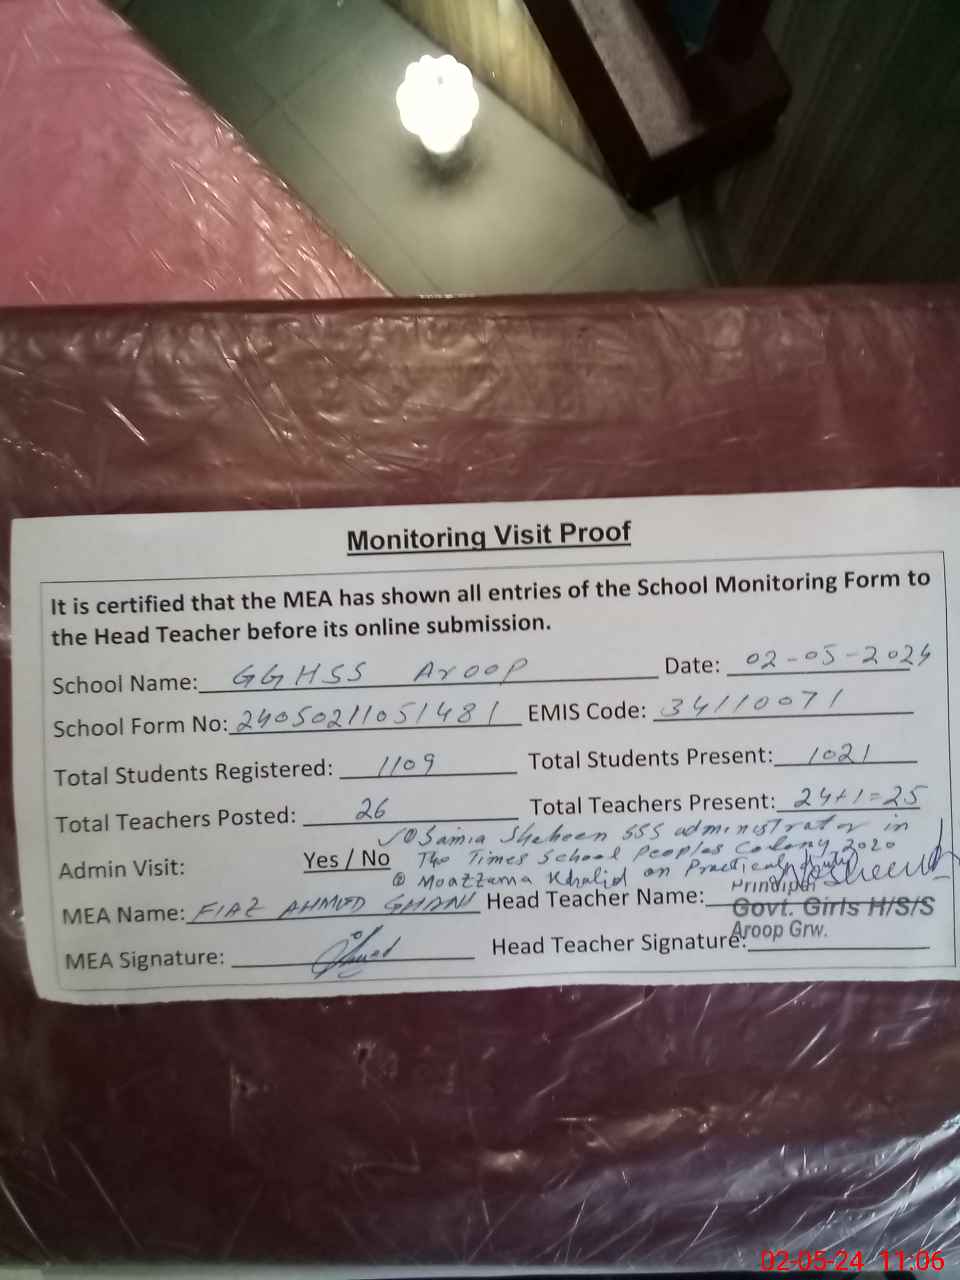 Monitoring Visit Proof
It is certified that the MEA has shown all entries of the School Monitoring Form to
the Head Teacher before its online submission.
School Name: GGHSS Aroop Date: 02-05-2024
School Form No: 24050211051481 EMIS Code: 34110071
Total Students Registered: 1109 Total Students Present: 1021
Total Teachers Posted: 26 Total Teachers Present: 24+1=25
① Samia Shaheen SSS administrator in
Admin Visit: Yes / No The Times School Peoples Colony 2020
② Moazzama Khalid on Practical duty
MEA Name: FIAZ AHMED GHANI Head Teacher Name:
Principal
Govt. Girls H/S/S
Aroop Grw.
MEA Signature: Head Teacher Signature:
02-05-24 11:06